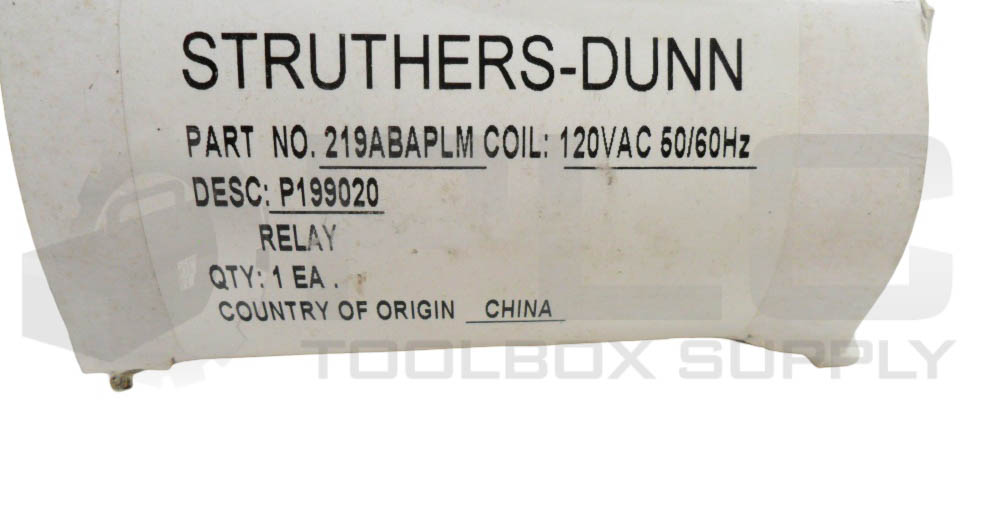 STRUTHERS-DUNN
PART NO. 219ABAPLM COIL: 120VAC 50/60Hz
DESC: P199020
RELAY
QTY: 1 EA .
COUNTRY OF ORIGIN CHINA
PLC
TOOLBOX SUPPLY